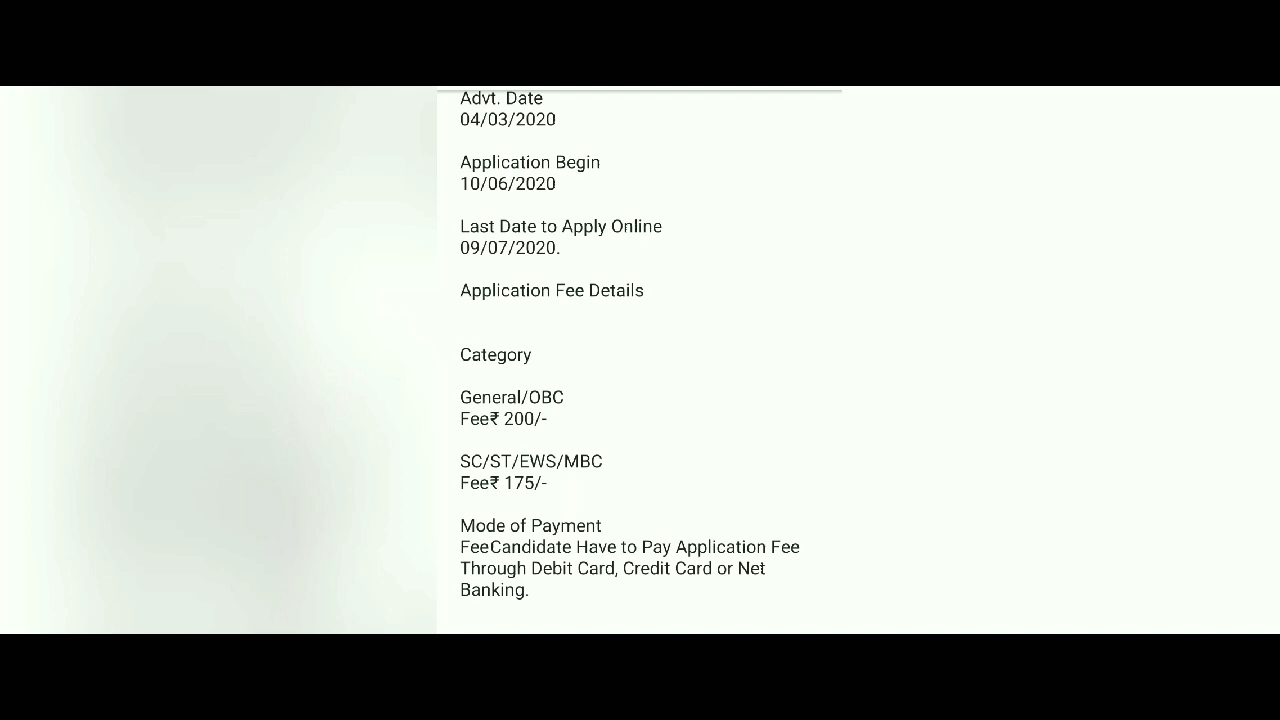 Advt. Date
04/03/2020
Application Begin
10/06/2020
Last Date to Apply Online
09/07/2020.
Application Fee Details
Category
General/OBC
Fee₹ 200/-
SC/ST/EWS/MBC
Fee₹ 175/-
Mode of Payment
FeeCandidate Have to Pay Application Fee
Through Debit Card, Credit Card or Net
Banking.